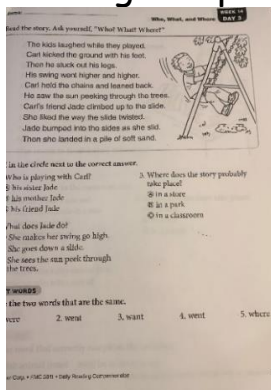 Name:
Who, What, and Where
WEEK 14
DAY 3
Read the story. Ask yourself, "Who? What? Where?"
The kids laughed while they played.
Carl kicked the ground with his feet.
Then he stuck out his legs.
His swing went higher and higher.
Carl held the chains and leaned back.
He saw the sun peeking through the trees.
Carl's friend Jade climbed up to the slide.
She liked the way the slide twisted.
Jade bumped into the sides as she slid.
Then she landed in a pile of soft sand.
in the circle next to the correct answer.
Who is playing with Carl?
his sister Jade
his mother Jade
his friend Jade
What does Jade do?
She makes her swing go high.
She goes down a slide.
She sees the sun peek through
the trees.
3. Where does the story probably
take place?
Ⓐ in a store
Ⓑ in a park
Ⓒ in a classroom
WORDS
the two words that are the same.
were
2. went
3. want
4. went
5. where
Corp. • EMC • Daily Reading Comprehension